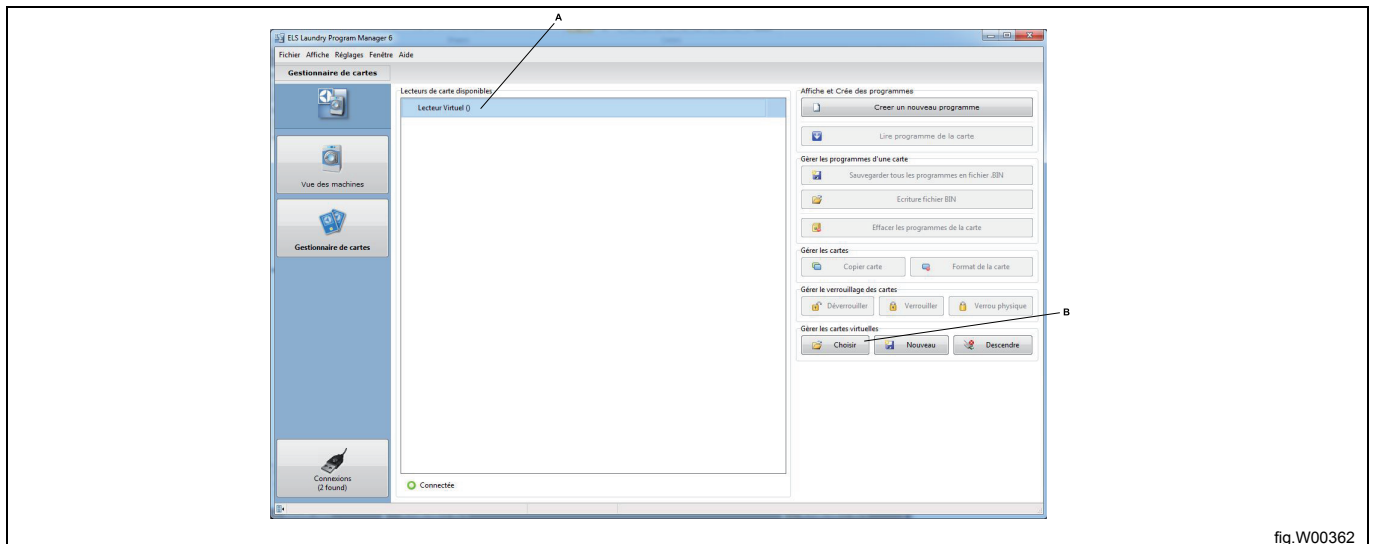 A
ELS Laundry Program Manager 6
Fichier Affiche Réglages Fenêtre Aide
Gestionnaire de cartes
Lecteurs de carte disponibles
Lecteur Virtuel ()
Affiche et Crée des programmes
Creer un nouveau programme
Lire programme de la carte
Gérer les programmes d'une carte
Sauvegarder tous les programmes en fichier .BIN
Ecriture fichier BIN
Effacer les programmes de la carte
Gérer les cartes
Copier carte Format de la carte
Gérer le verrouillage des cartes
Déverrouiller Verrouiller Verrou physique
B
Gérer les cartes virtuelles
Choisir Nouveau Descendre
Vue des machines
Gestionnaire de cartes
Connexions
(2 found)
Connectée
fig.W00362